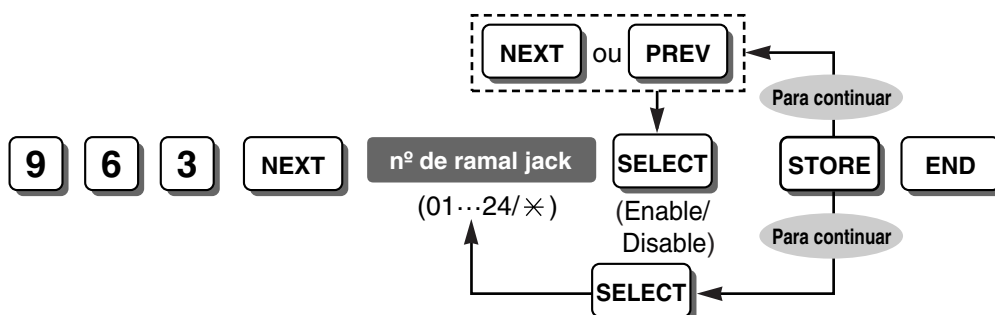 NEXT ou PREV
Para continuar
9 6 3 NEXT nº de ramal jack SELECT STORE END
(01···24/✳)
(Enable/
Disable)
Para continuar
SELECT